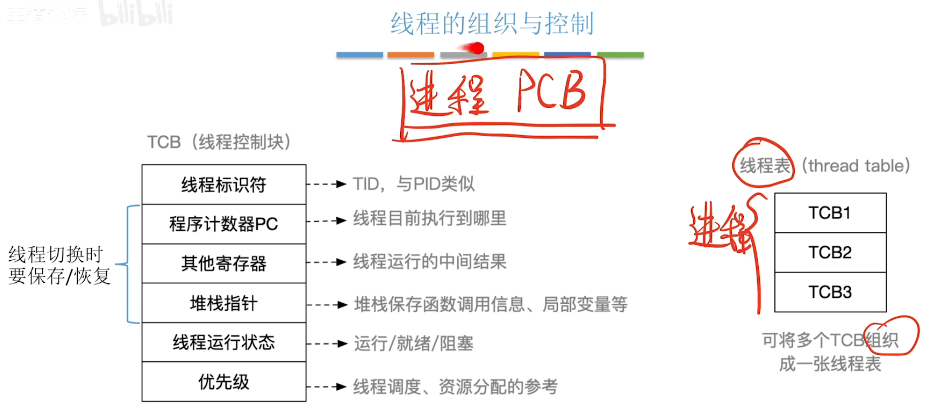 bilibili
线程的组织与控制
进程 PCB
TCB（线程控制块）
线程标识符
TID，与PID类似
程序计数器PC
线程目前执行到哪里
其他寄存器
线程运行的中间结果
堆栈指针
堆栈保存函数调用信息、局部变量等
线程运行状态
运行/就绪/阻塞
优先级
线程调度、资源分配的参考
线程切换时
要保存/恢复
线程表（thread table）
进程
TCB1
TCB2
TCB3
可将多个TCB组织
成一张线程表